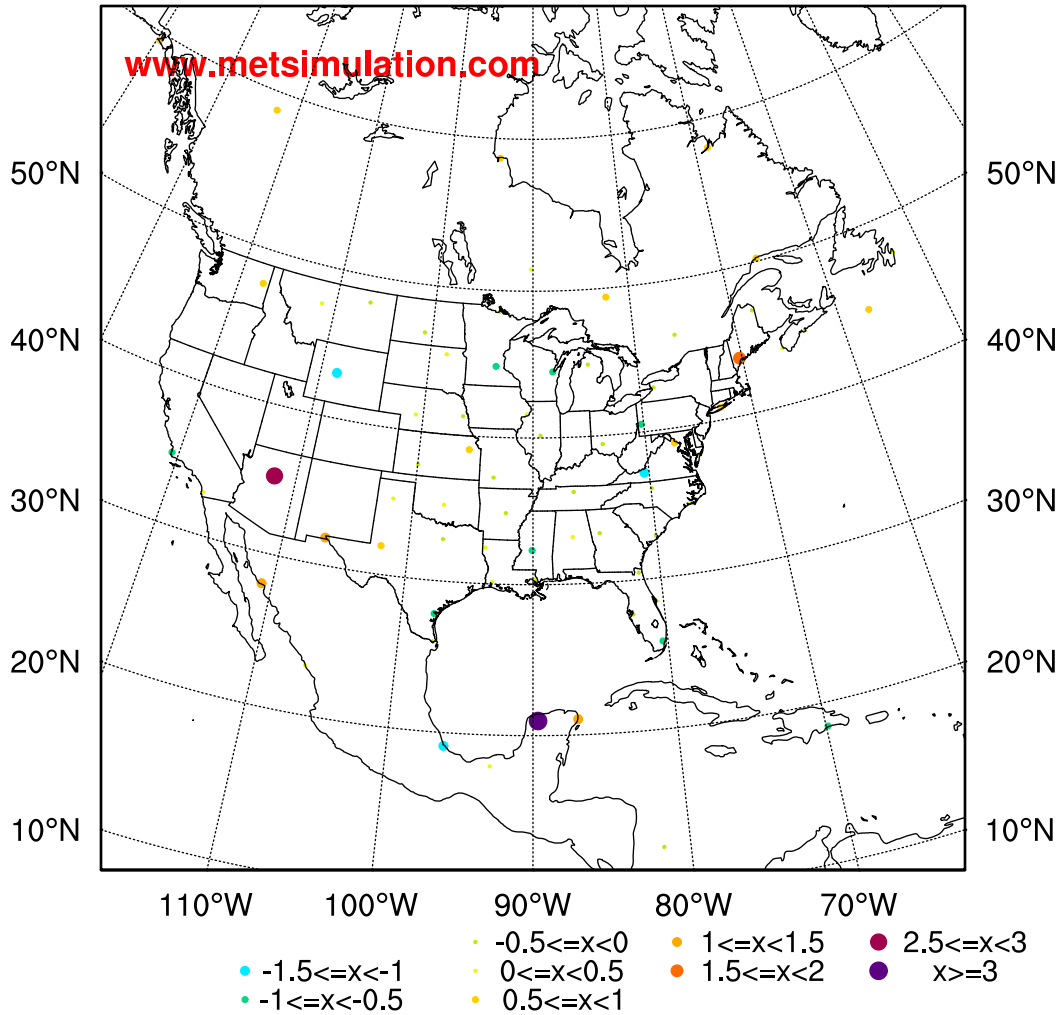 www.metsimulation.com
50°N 50°N
40°N 40°N
30°N 30°N
20°N 20°N
10°N 10°N
110°W 100°W 90°W 80°W 70°W
-0.5<=x<0 1<=x<1.5 2.5<=x<3
-1.5<=x<-1 0<=x<0.5 1.5<=x<2 x>=3
-1<=x<-0.5 0.5<=x<1